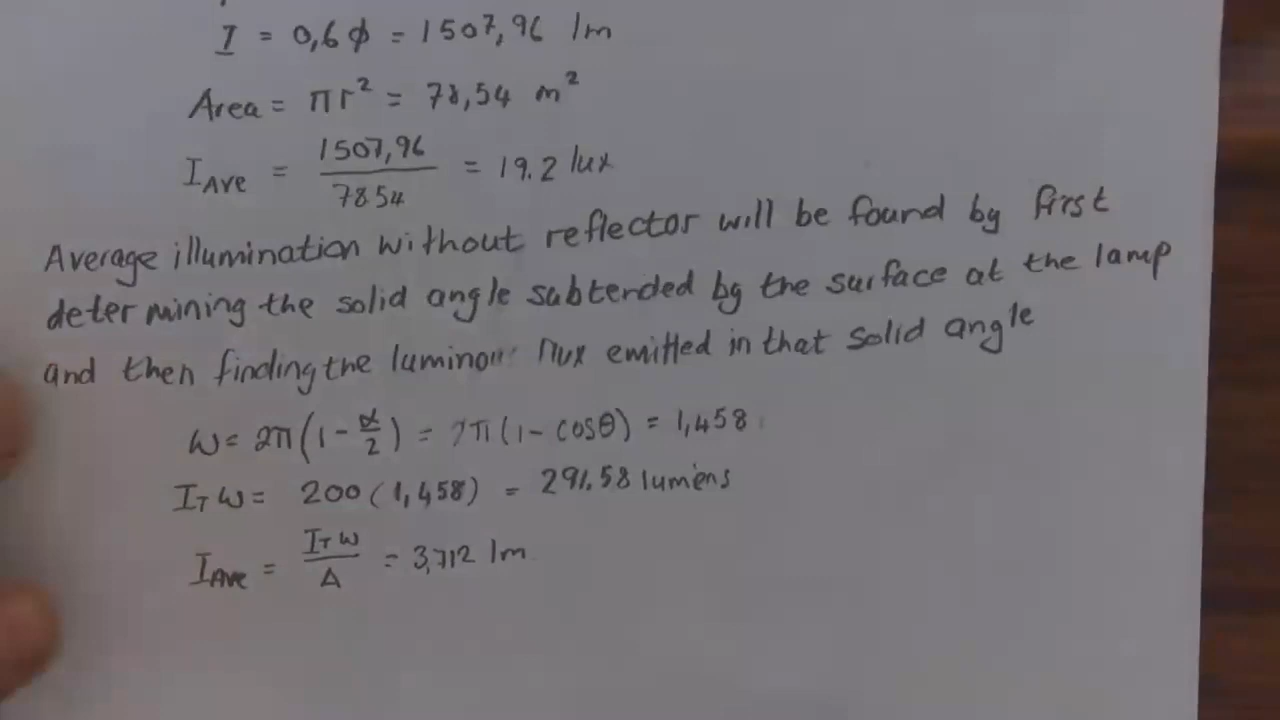 I = 0,6 φ = 1507,96 lm
Area = πr² = 78,54 m²
I_AVE = 1507,96 / 7854 = 19.2 lux
Average illumination without reflector will be found by first
determining the solid angle subtended by the surface at the lamp
and then finding the luminous flux emitted in that solid angle
ω = 2π(1 - α/2) = 2π(1 - cosθ) = 1,458
I_T ω = 200 (1,458) = 291.58 lumens
I_AVE = I_T ω / A = 3,712 lm